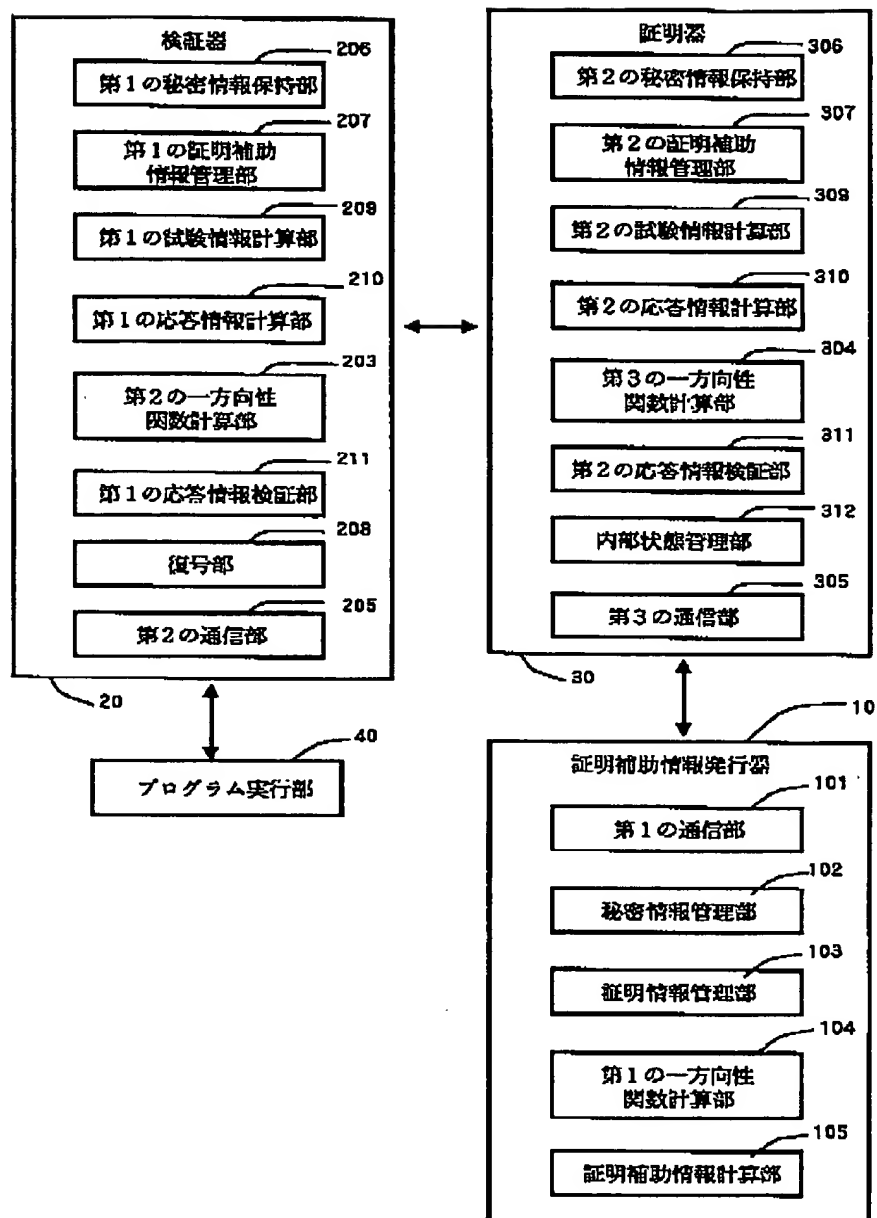 検証器
206
第1の秘密情報保持部
207
第1の証明補助
情報管理部
209
第1の試験情報計算部
210
第1の応答情報計算部
203
第2の一方向性
関数計算部
211
第1の応答情報検証部
208
復号部
205
第2の通信部
20
40
プログラム実行部
証明器
306
第2の秘密情報保持部
307
第2の証明補助
情報管理部
309
第2の試験情報計算部
310
第2の応答情報計算部
304
第3の一方向性
関数計算部
311
第2の応答情報検証部
312
内部状態管理部
305
第3の通信部
30
10
証明補助情報発行器
101
第1の通信部
102
秘密情報管理部
103
証明情報管理部
104
第1の一方向性
関数計算部
105
証明補助情報計算部